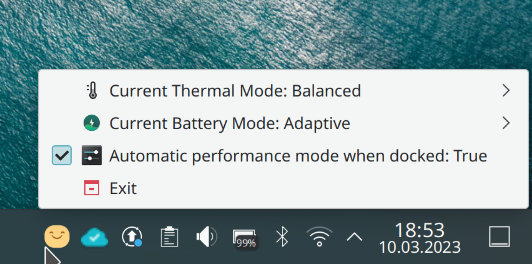 Current Thermal Mode: Balanced
Current Battery Mode: Adaptive
Automatic performance mode when docked: True
Exit
99%
18:53
10.03.2023